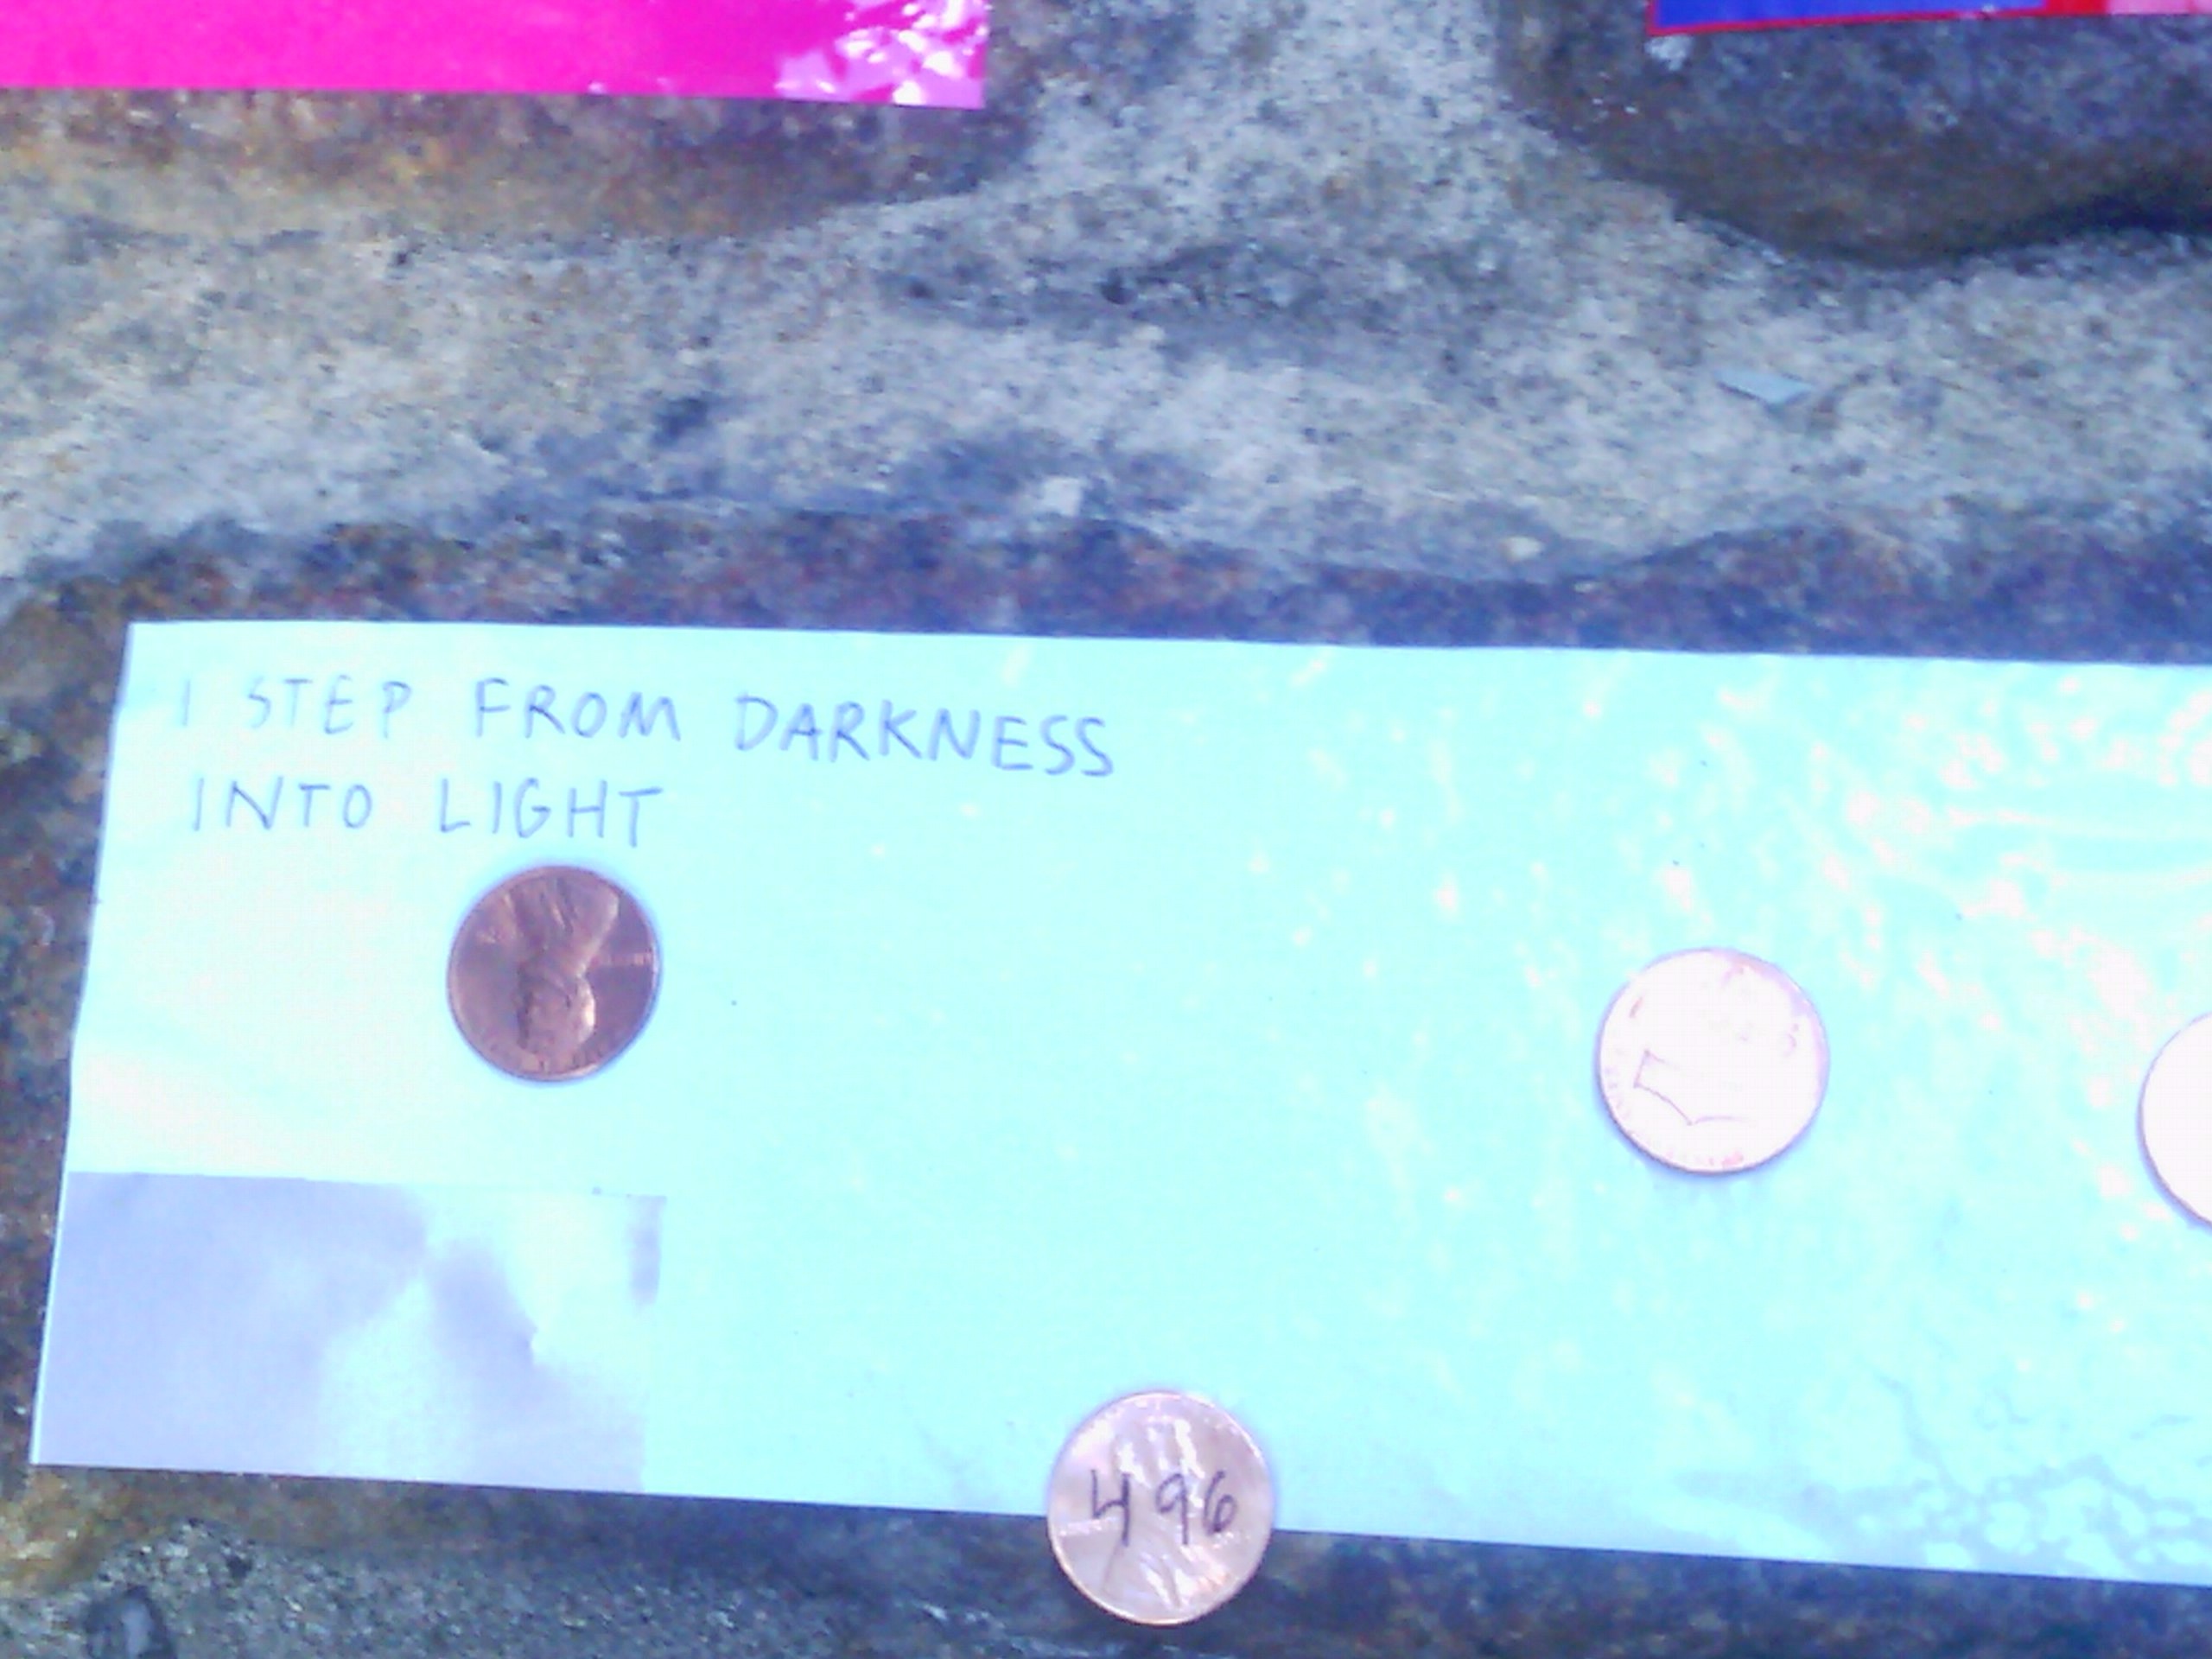 I STEP FROM DARKNESS
INTO LIGHT
496